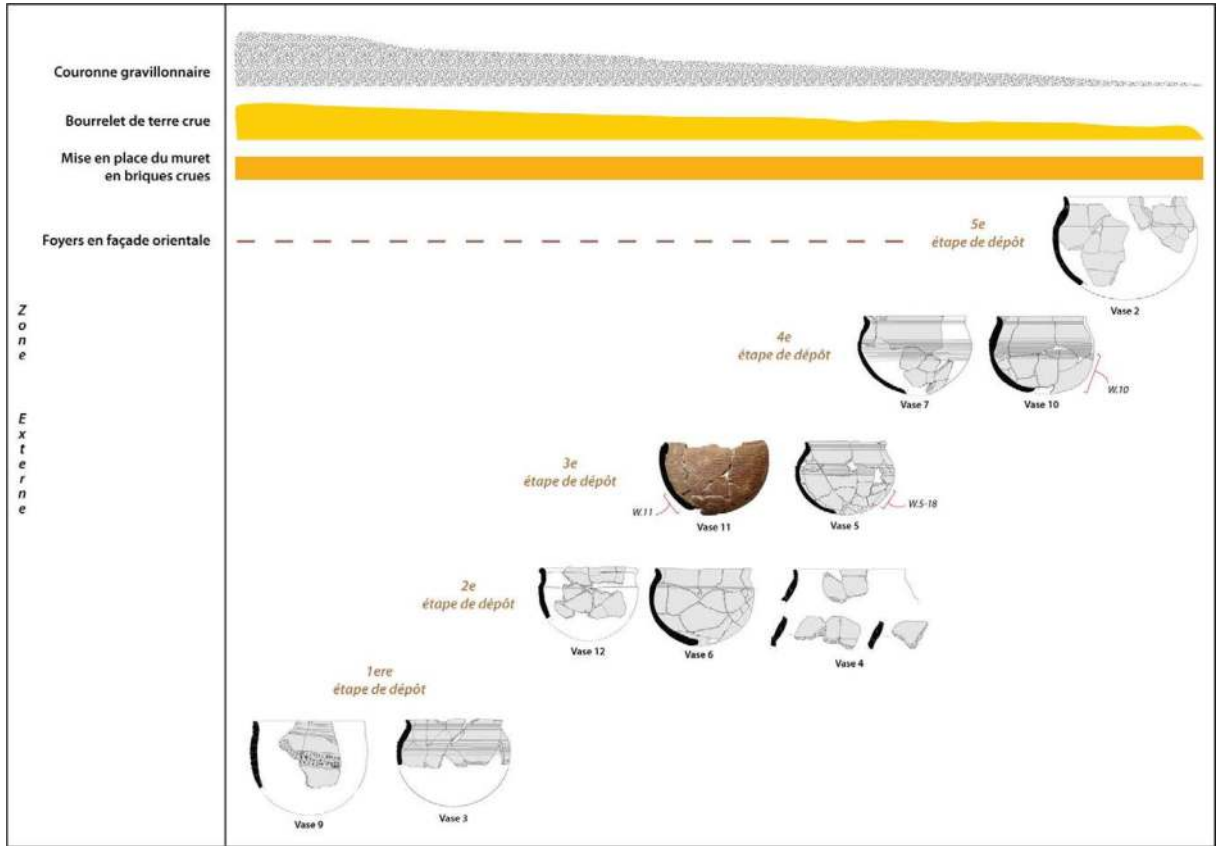 Couronne gravillonnaire
Bourrelet de terre crue
Mise en place du muret
en briques crues
Foyers en façade orientale
5e
étape de dépôt
Vase 2
Zone
Externe
4e
étape de dépôt
Vase 7
Vase 10
W.10
3e
étape de dépôt
W.11
Vase 11
Vase 5
W.5-18
2e
étape de dépôt
Vase 12
Vase 6
Vase 4
1ere
étape de dépôt
Vase 9
Vase 3